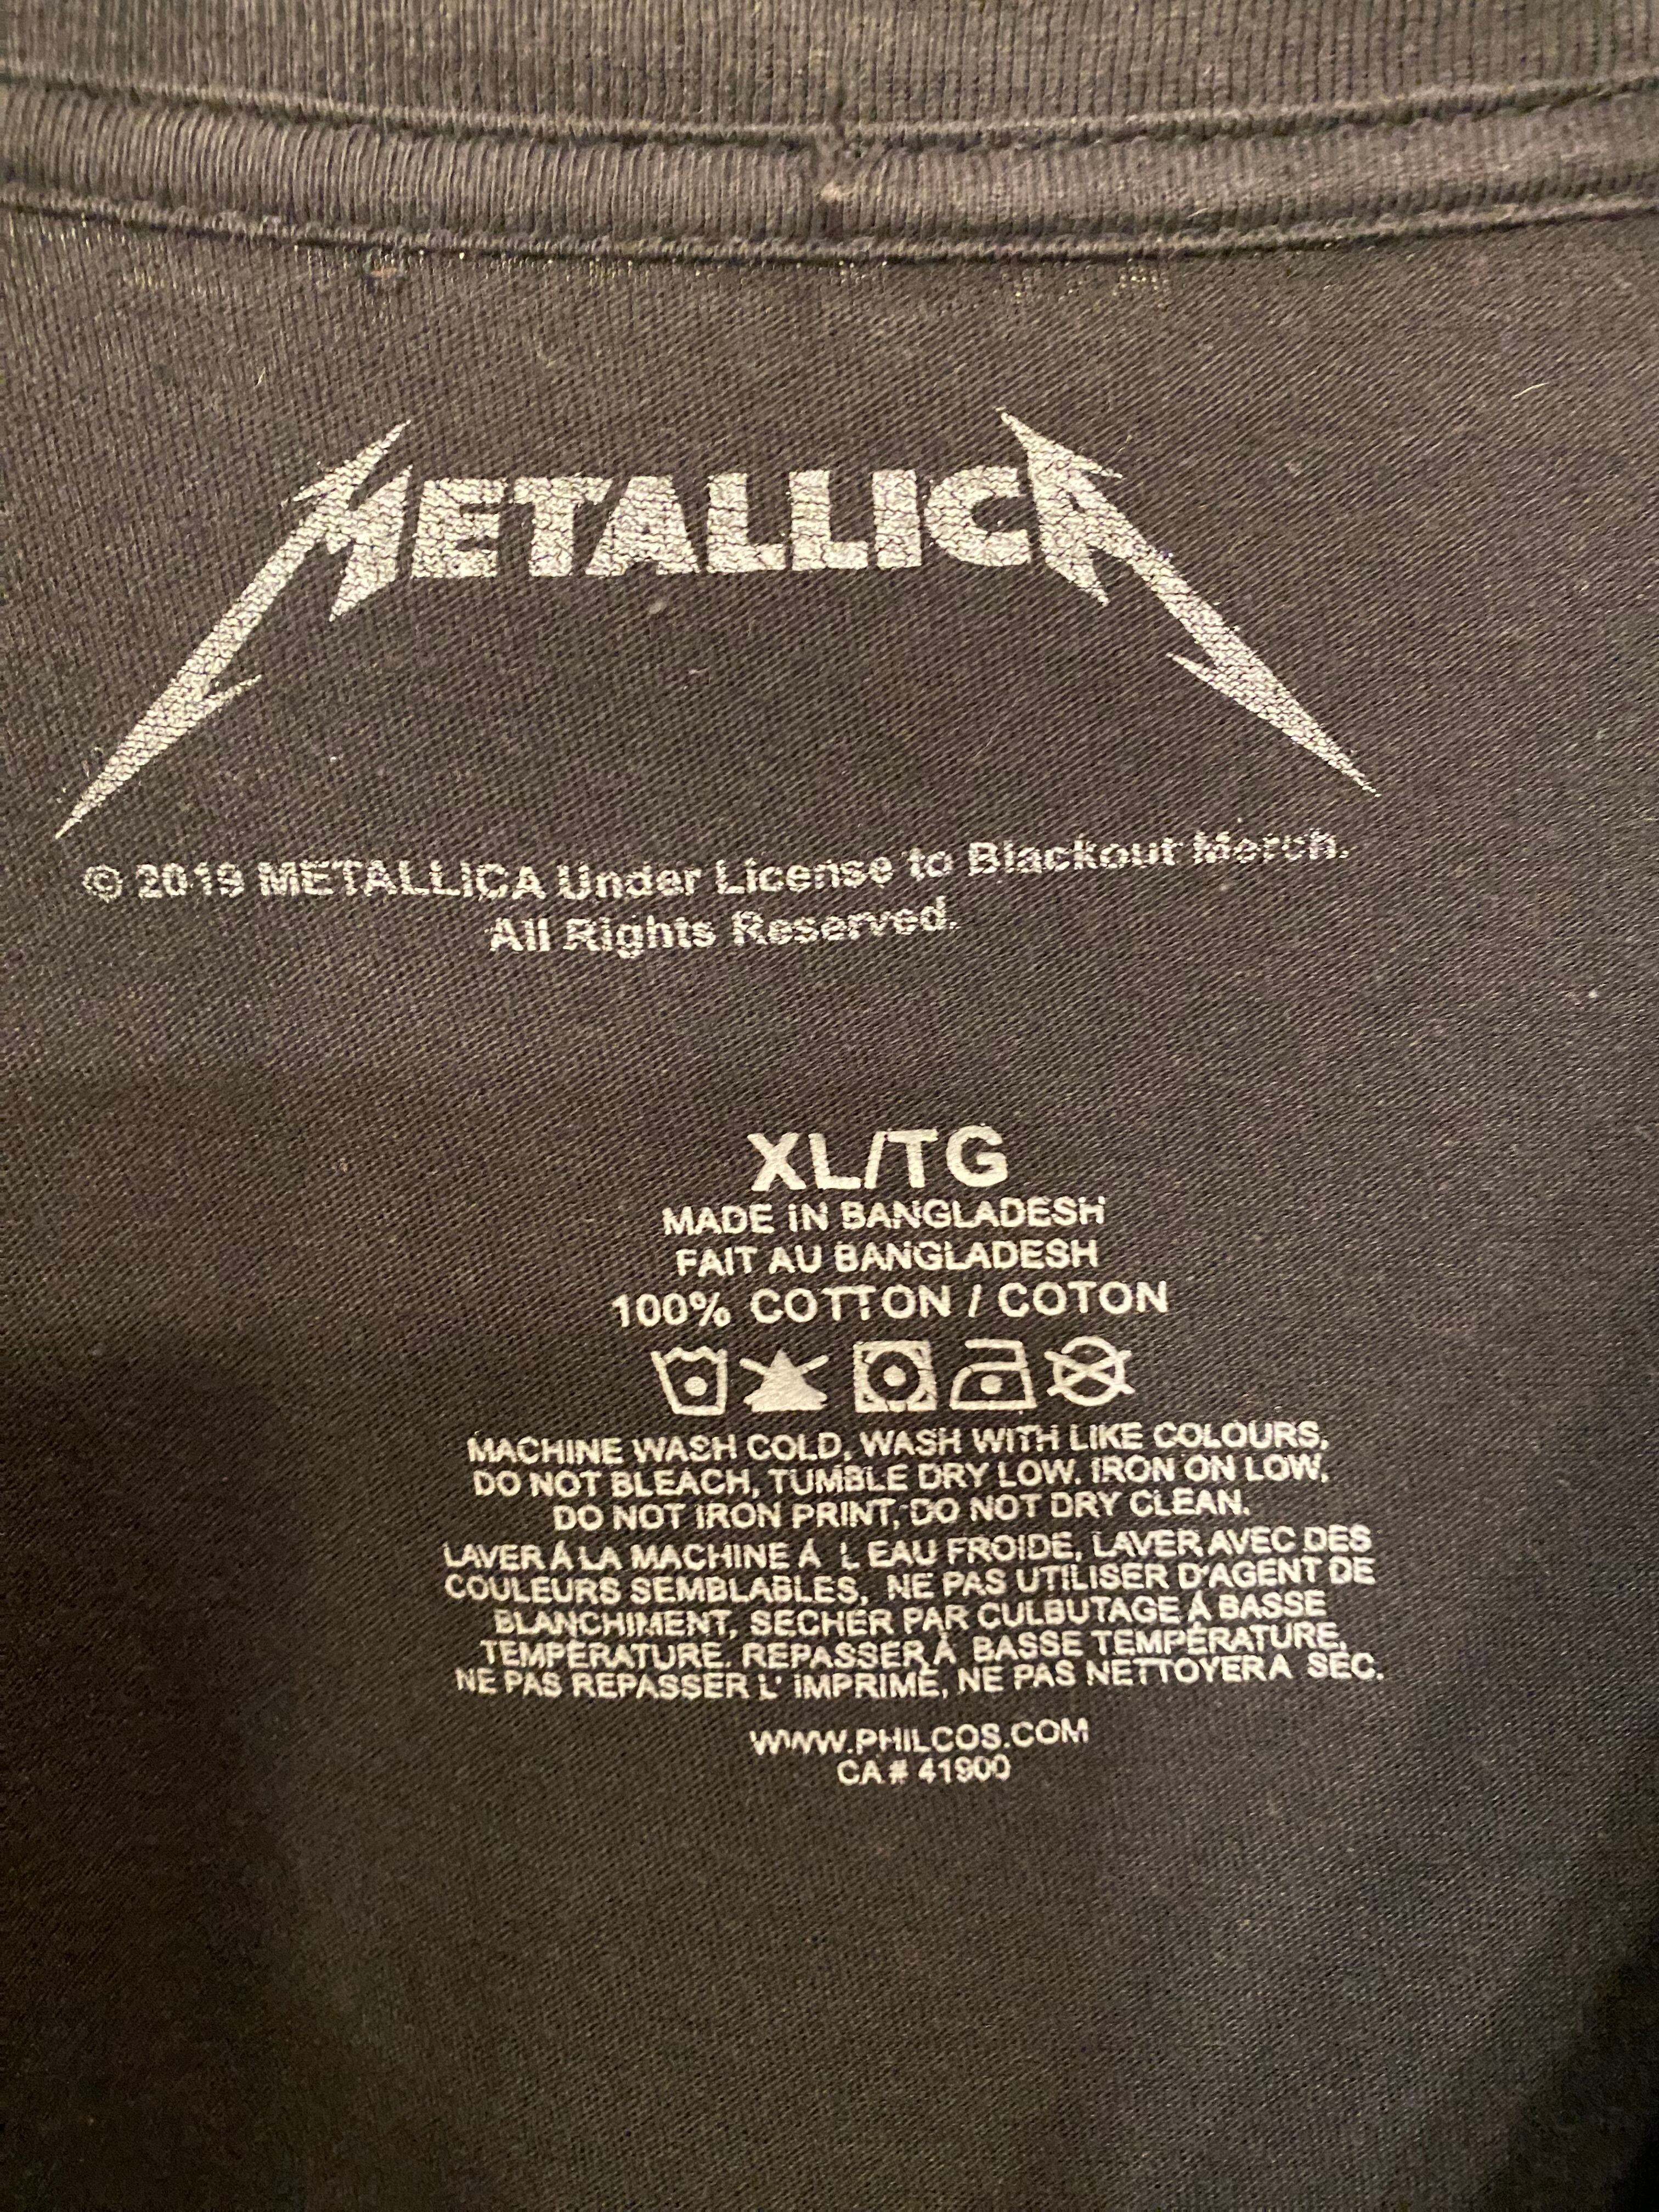 METALLICA
© 2019 METALLICA Under License to Blackout Merch.
All Rights Reserved.
XL/TG
MADE IN BANGLADESH
FAIT AU BANGLADESH
100% COTTON / COTON
MACHINE WASH COLD, WASH WITH LIKE COLOURS,
DO NOT BLEACH, TUMBLE DRY LOW. IRON ON LOW,
DO NOT IRON PRINT, DO NOT DRY CLEAN.
LAVER Á LA MACHINE Á L EAU FROIDE, LAVER AVEC DES
COULEURS SEMBLABLES, NE PAS UTILISER D'AGENT DE
BLANCHIMENT, SECHER PAR CULBUTAGE Á BASSE
TEMPÉRATURE. REPASSER À BASSE TEMPÉRATURE,
NE PAS REPASSER L' IMPRIMÉ, NE PAS NETTOYER A SEC.
WWW.PHILCOS.COM
CA # 41900